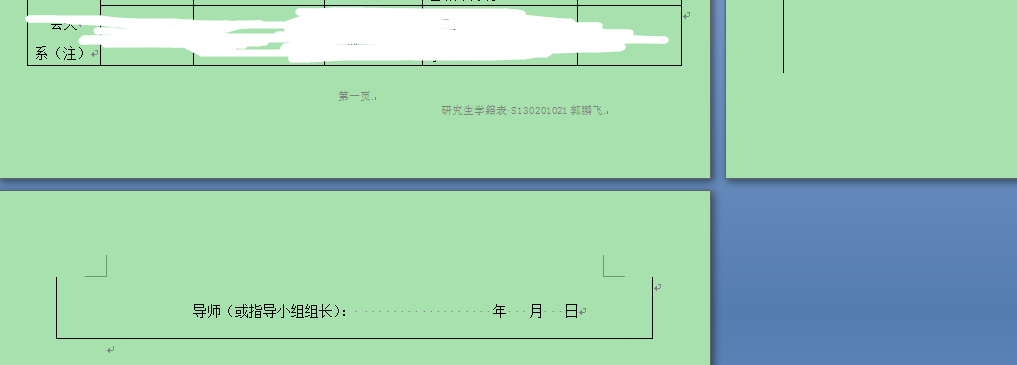 系（注）
第一页
研究生学籍表-S130201021 郭鹏飞
导师（或指导小组组长）： 年 月 日